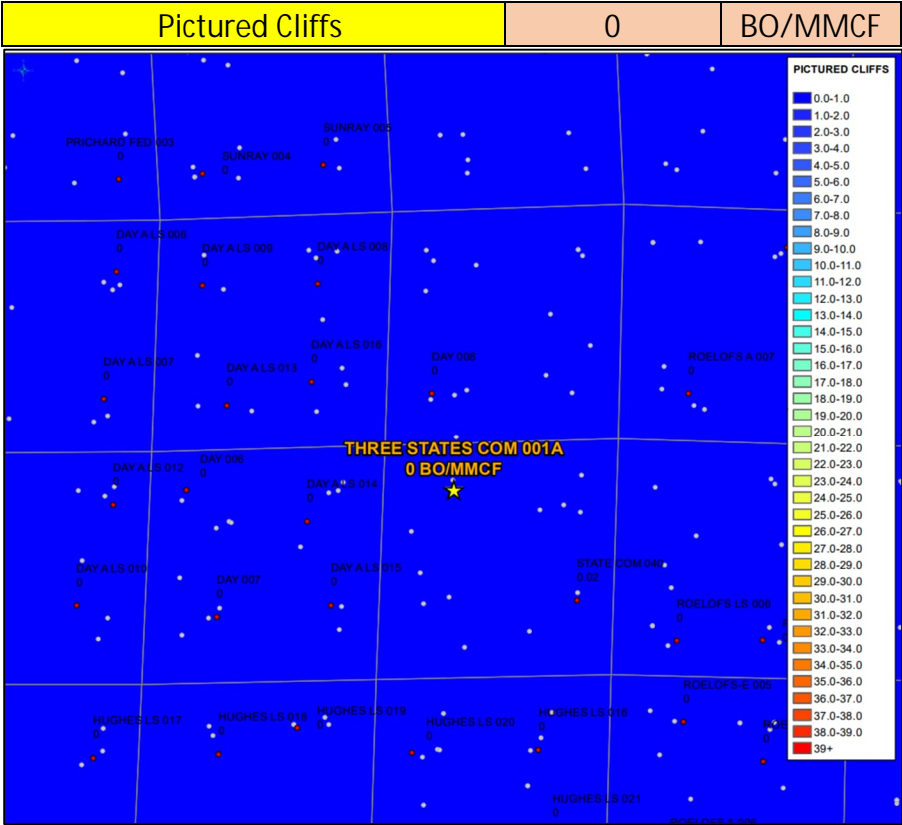 Pictured Cliffs 0 BO/MMCF
PICTURED CLIFFS
0.0-1.0
1.0-2.0
2.0-3.0
3.0-4.0
4.0-5.0
5.0-6.0
6.0-7.0
7.0-8.0
8.0-9.0
9.0-10.0
10.0-11.0
11.0-12.0
12.0-13.0
13.0-14.0
14.0-15.0
15.0-16.0
16.0-17.0
17.0-18.0
18.0-19.0
19.0-20.0
20.0-21.0
21.0-22.0
22.0-23.0
23.0-24.0
24.0-25.0
25.0-26.0
26.0-27.0
27.0-28.0
28.0-29.0
29.0-30.0
30.0-31.0
31.0-32.0
32.0-33.0
33.0-34.0
34.0-35.0
35.0-36.0
36.0-37.0
37.0-38.0
38.0-39.0
39+
SUNRAY 005
0
PRICHARD FED 003
0
SUNRAY 004
0
DAY A LS 009
0
DAY A LS 008
0
DAY A LS 016
0
DAY A LS 007
0
DAY A LS 013
0
ROELOFS A 007
0
THREE STATES COM 001A
0 BO/MMCF
DAY A LS 012
0
DAY A LS 014
0
DAY A LS 010
0
DAY 007
0
DAY A LS 015
0
STATE COM 040
0.02
ROELOFS LS 006
0
ROELOFS-E 005
0
HUGHES LS 017
0
HUGHES LS 018
0
HUGHES LS 019
0
HUGHES LS 020
0
HUGHES LS 016
0
HUGHES LS 021
0